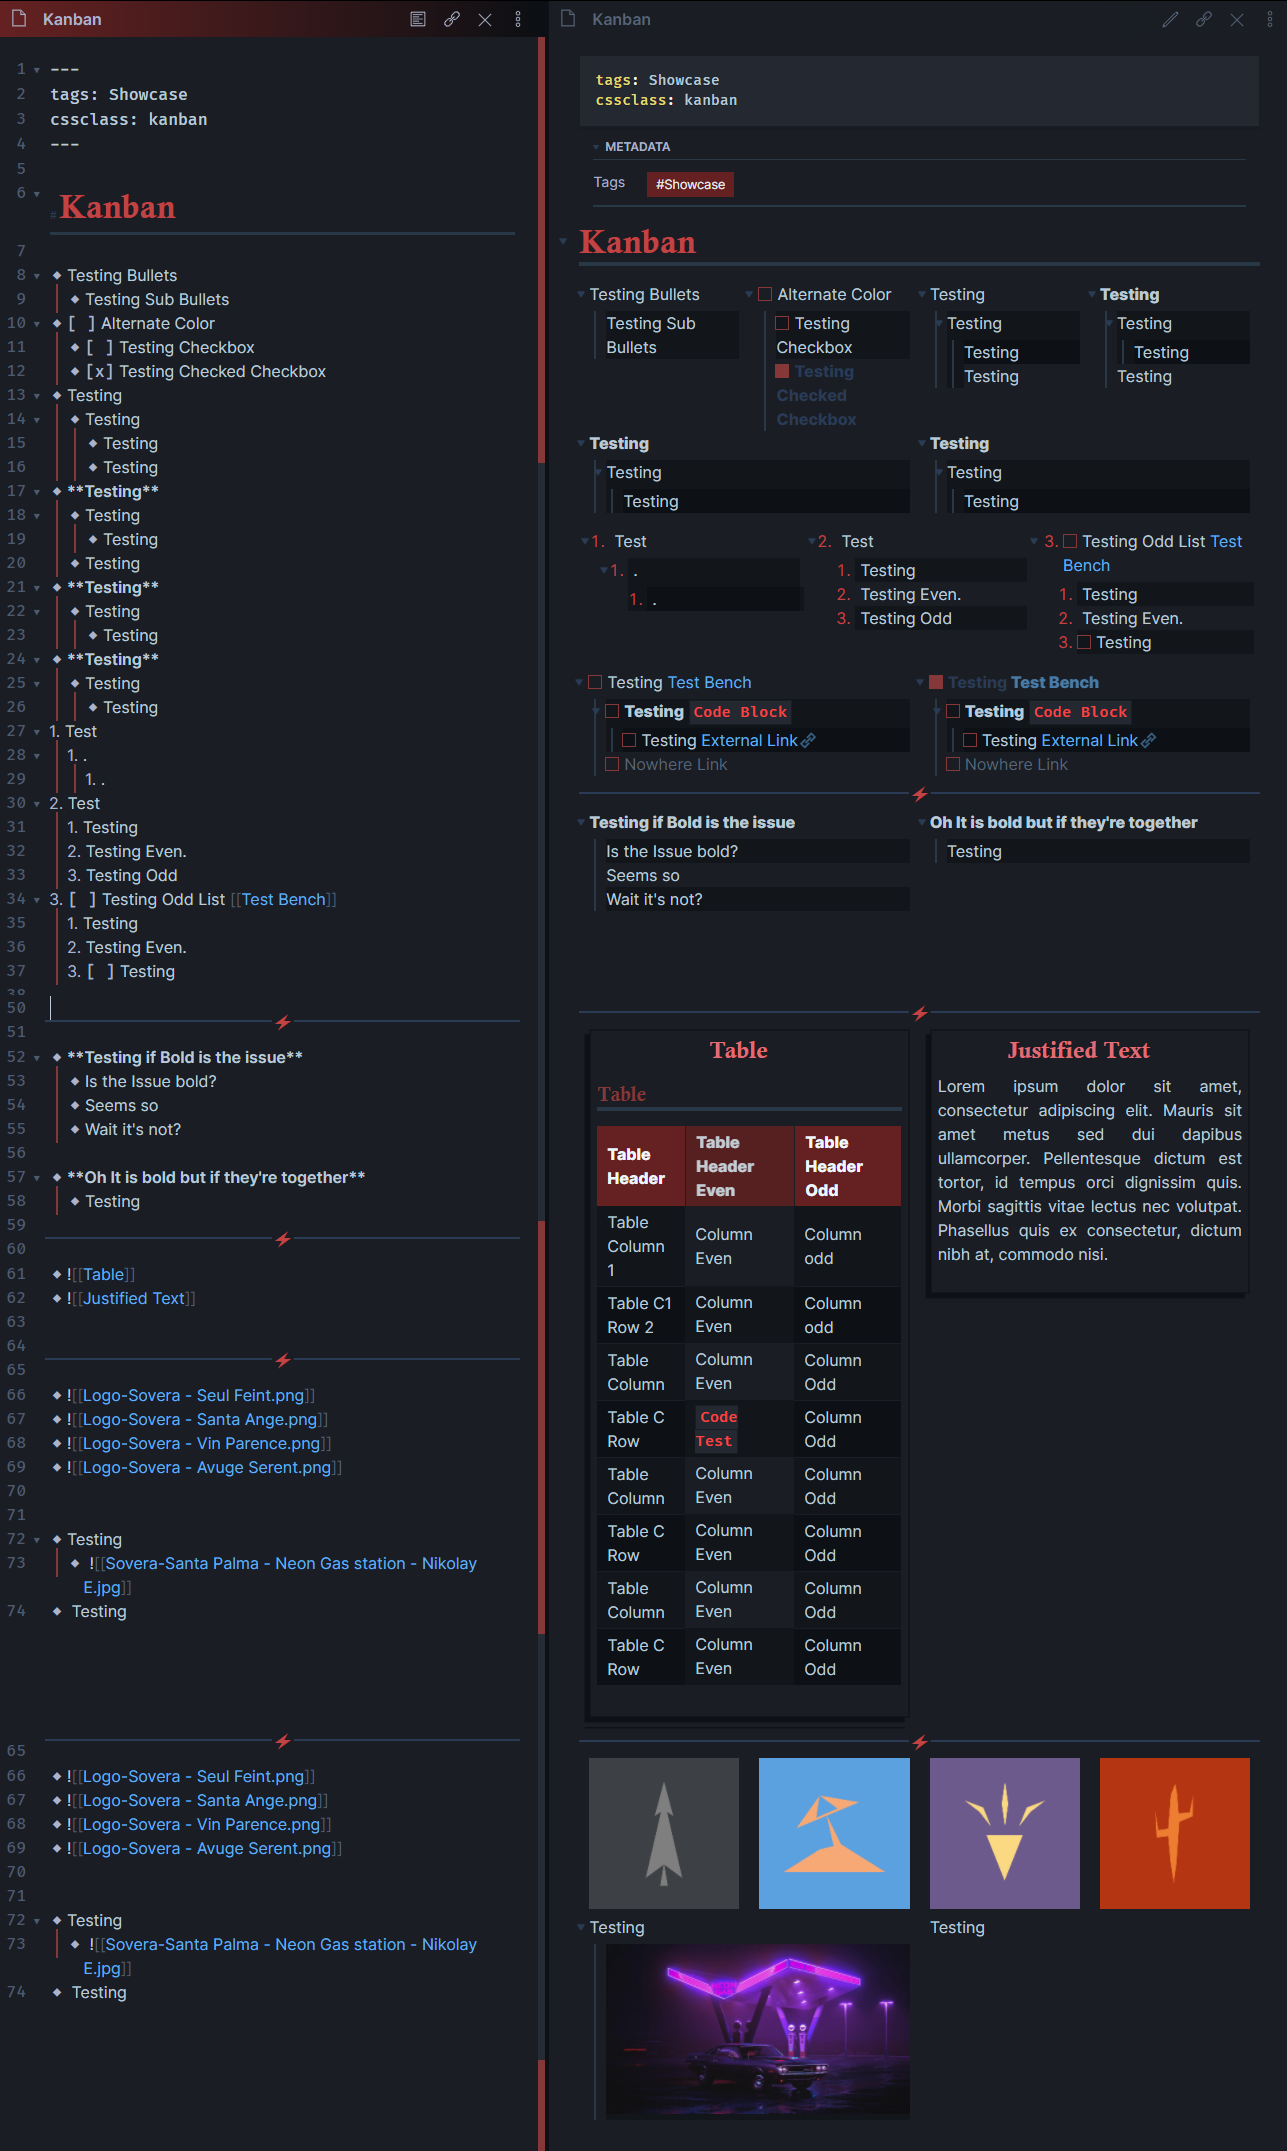 Kanban
1 ---
2 tags: Showcase
3 cssclass: kanban
4 ---
5
6 # Kanban
7
8 Testing Bullets
9 Testing Sub Bullets
10 [ ] Alternate Color
11 [ ] Testing Checkbox
12 [x] Testing Checked Checkbox
13 Testing
14 Testing
15 Testing
16 Testing
17 **Testing**
18 Testing
19 Testing
20 Testing
21 **Testing**
22 Testing
23 Testing
24 **Testing**
25 Testing
26 Testing
27 1. Test
28 1. .
29 1. .
30 2. Test
31 1. Testing
32 2. Testing Even.
33 3. Testing Odd
34 3. [ ] Testing Odd List [[Test Bench]]
35 1. Testing
36 2. Testing Even.
37 3. [ ] Testing
38
50
51
52 **Testing if Bold is the issue**
53 Is the Issue bold?
54 Seems so
55 Wait it's not?
56
57 **Oh It is bold but if they're together**
58 Testing
59
60
61 ![[Table]]
62 ![[Justified Text]]
63
64
65
66 ![[Logo-Sovera - Seul Feint.png]]
67 ![[Logo-Sovera - Santa Ange.png]]
68 ![[Logo-Sovera - Vin Parence.png]]
69 ![[Logo-Sovera - Avuge Serent.png]]
70
71
72 Testing
73 ![[Sovera-Santa Palma - Neon Gas station - Nikolay
E.jpg]]
74 Testing
65
66 ![[Logo-Sovera - Seul Feint.png]]
67 ![[Logo-Sovera - Santa Ange.png]]
68 ![[Logo-Sovera - Vin Parence.png]]
69 ![[Logo-Sovera - Avuge Serent.png]]
70
71
72 Testing
73 ![[Sovera-Santa Palma - Neon Gas station - Nikolay
E.jpg]]
74 Testing
Kanban
tags: Showcase
cssclass: kanban
METADATA
Tags #Showcase
Kanban
Testing Bullets
Testing Sub
Bullets
Alternate Color
Testing
Checkbox
Testing
Checked
Checkbox
Testing
Testing
Testing
Testing
Testing
Testing
Testing
Testing
Testing
Testing
Testing
Testing
Testing
Testing
1. Test
1. .
1. .
2. Test
1. Testing
2. Testing Even.
3. Testing Odd
3. Testing Odd List Test
Bench
1. Testing
2. Testing Even.
3. Testing
Testing Test Bench
Testing Code Block
Testing External Link
Nowhere Link
Testing Test Bench
Testing Code Block
Testing External Link
Nowhere Link
Testing if Bold is the issue
Is the Issue bold?
Seems so
Wait it's not?
Oh It is bold but if they're together
Testing
Table
Table
Table Header
Table Header Even
Table Header Odd
Table Column 1
Column Even
Column odd
Table C1 Row 2
Column Even
Column odd
Table Column
Column Even
Column Odd
Table C Row
Code Test
Column Odd
Table Column
Column Even
Column Odd
Table C Row
Column Even
Column Odd
Table Column
Column Even
Column Odd
Table C Row
Column Even
Column Odd
Justified Text
Lorem ipsum dolor sit amet,
consectetur adipiscing elit. Mauris sit
amet metus sed dui dapibus
ullamcorper. Pellentesque dictum est
tortor, id tempus orci dignissim quis.
Morbi sagittis vitae lectus nec volutpat.
Phasellus quis ex consectetur, dictum
nibh at, commodo nisi.
Testing
Testing